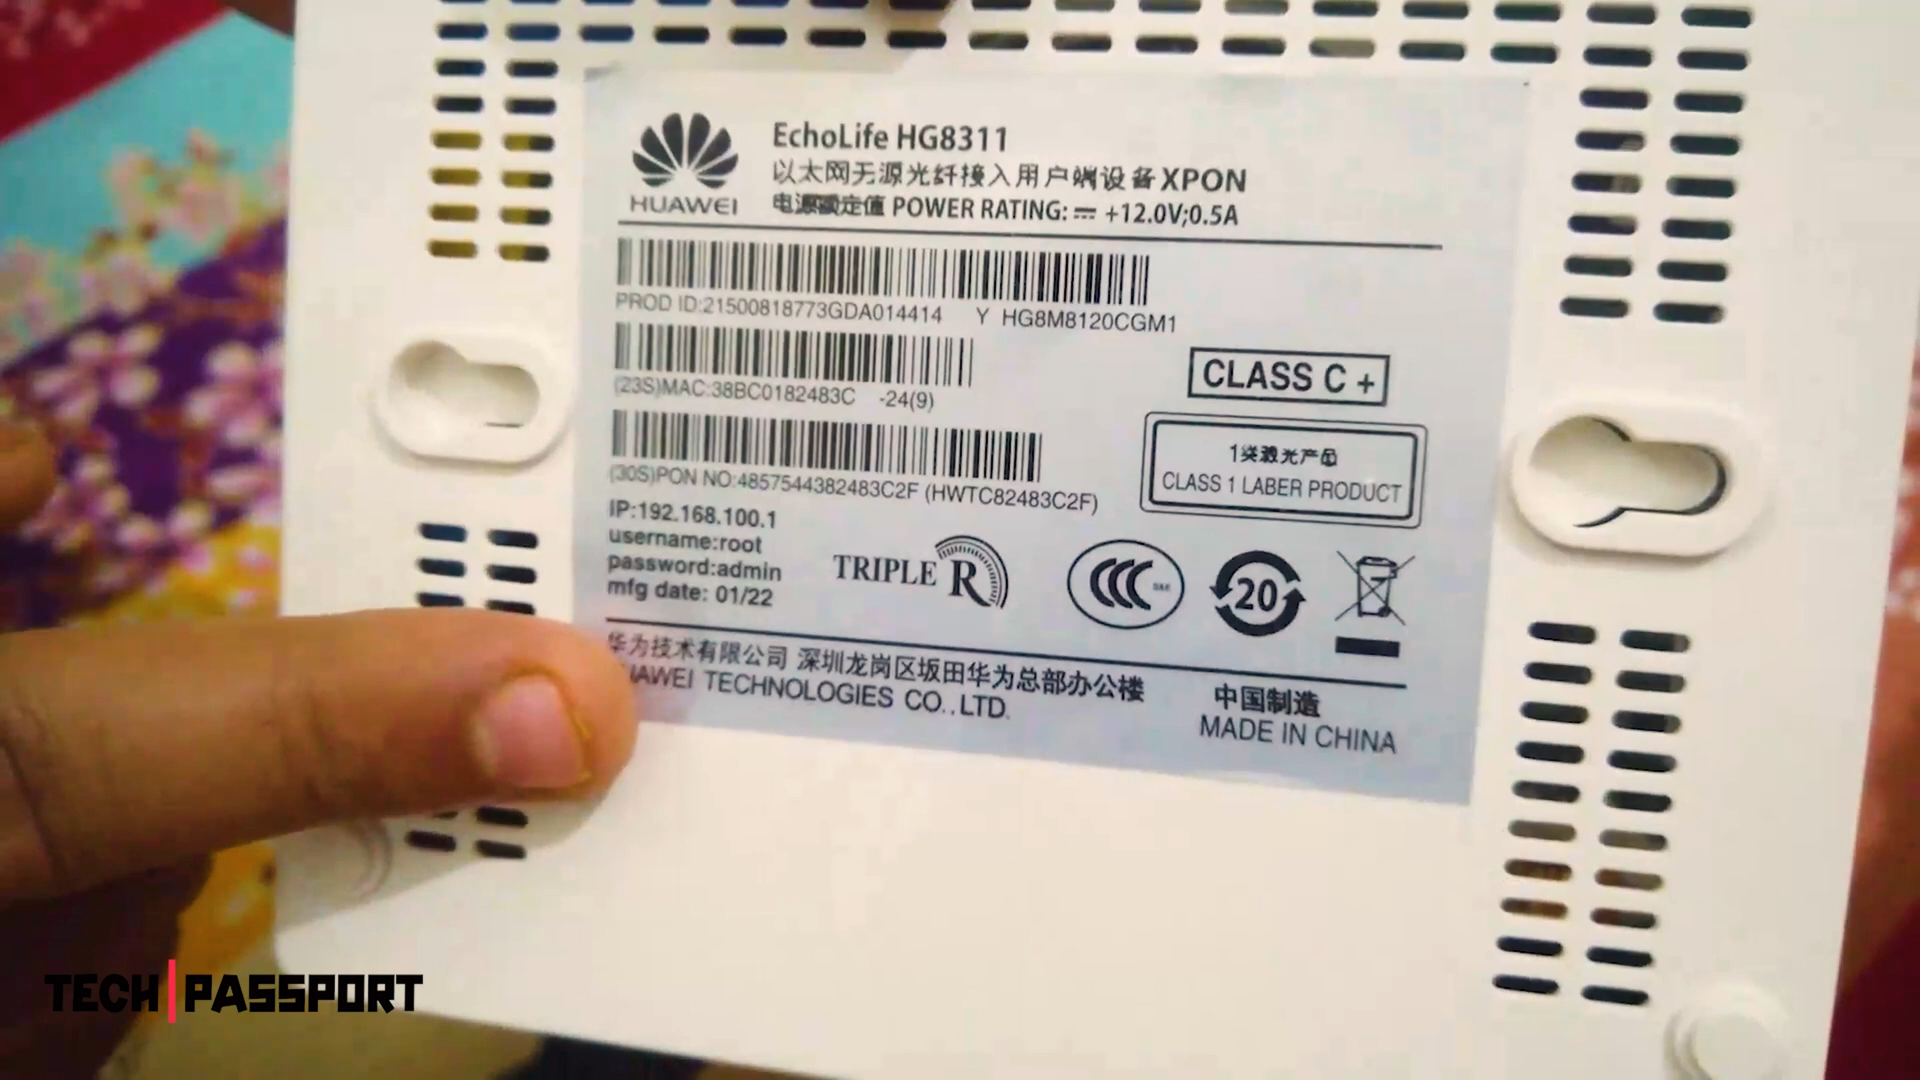 HUAWEI
EchoLife HG8311
以太网无源光纤接入用户端设备XPON
电源额定值 POWER RATING: ⎓ +12.0V;0.5A
PROD ID:21500818773GDA014414 Y HG8M8120CGM1
(23S)MAC:38BC0182483C -24(9)
CLASS C +
(30S)PON NO:4857544382483C2F (HWTC82483C2F)
1类激光产品
CLASS 1 LABER PRODUCT
IP:192.168.100.1
username:root
password:admin
mfg date: 01/22
TRIPLE R
CCC
20
华为技术有限公司 深圳龙岗区坂田华为总部办公楼
HUAWEI TECHNOLOGIES CO.,LTD.
中国制造
MADE IN CHINA
TECH|PASSPORT